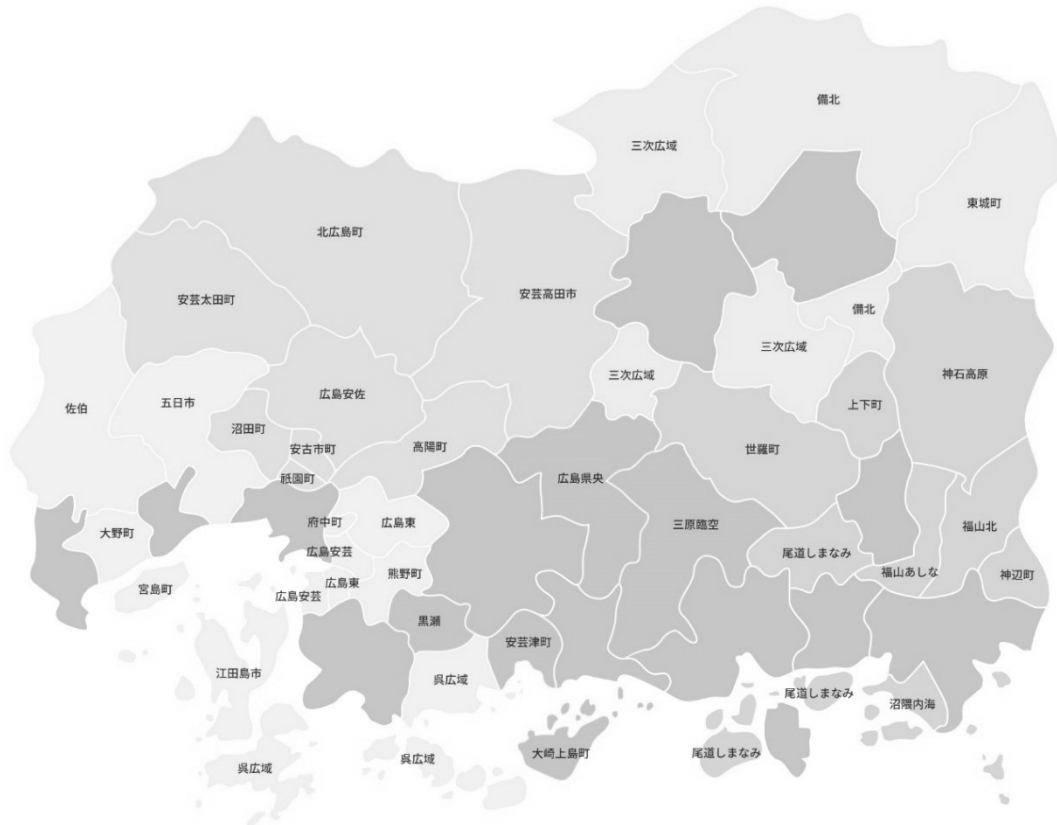 備北
三次広域
東城町
北広島町
安芸高田市
安芸太田町
備北
三次広域
三次広域
神石高原
佐伯
五日市
広島安佐
上下町
沼田町
安古市町
高陽町
世羅町
祇園町
広島県央
大野町
府中町
広島東
三原臨空
福山北
広島安芸
尾道しまなみ
福山あしな
神辺町
宮島町
広島安芸
広島東
熊野町
黒瀬
安芸津町
江田島市
呉広域
尾道しまなみ
沼隈内海
呉広域
呉広域
大崎上島町
尾道しまなみ